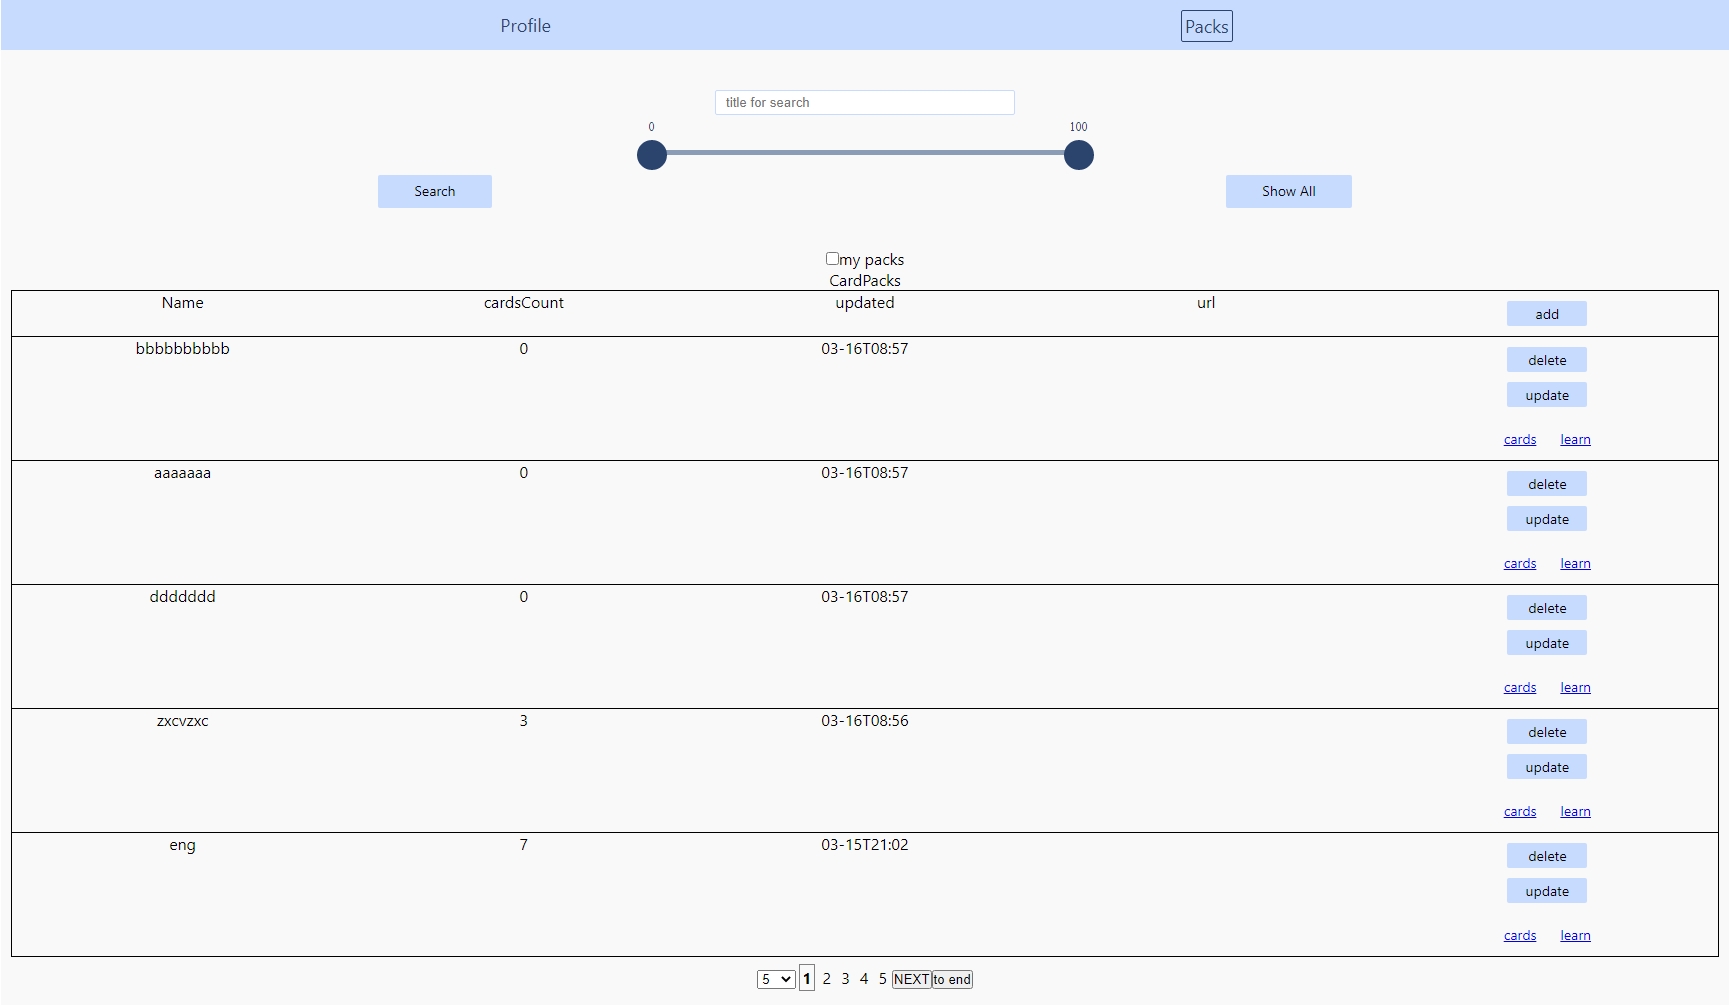 Profile Packs
title for search
0 100
Search Show All
my packs
CardPacks
Name cardsCount updated url add
bbbbbbbbbb 0 03-16T08:57 delete
update
cards learn
aaaaaaa 0 03-16T08:57 delete
update
cards learn
ddddddd 0 03-16T08:57 delete
update
cards learn
zxcvzxc 3 03-16T08:56 delete
update
cards learn
eng 7 03-15T21:02 delete
update
cards learn
5 1 2 3 4 5 NEXT to end